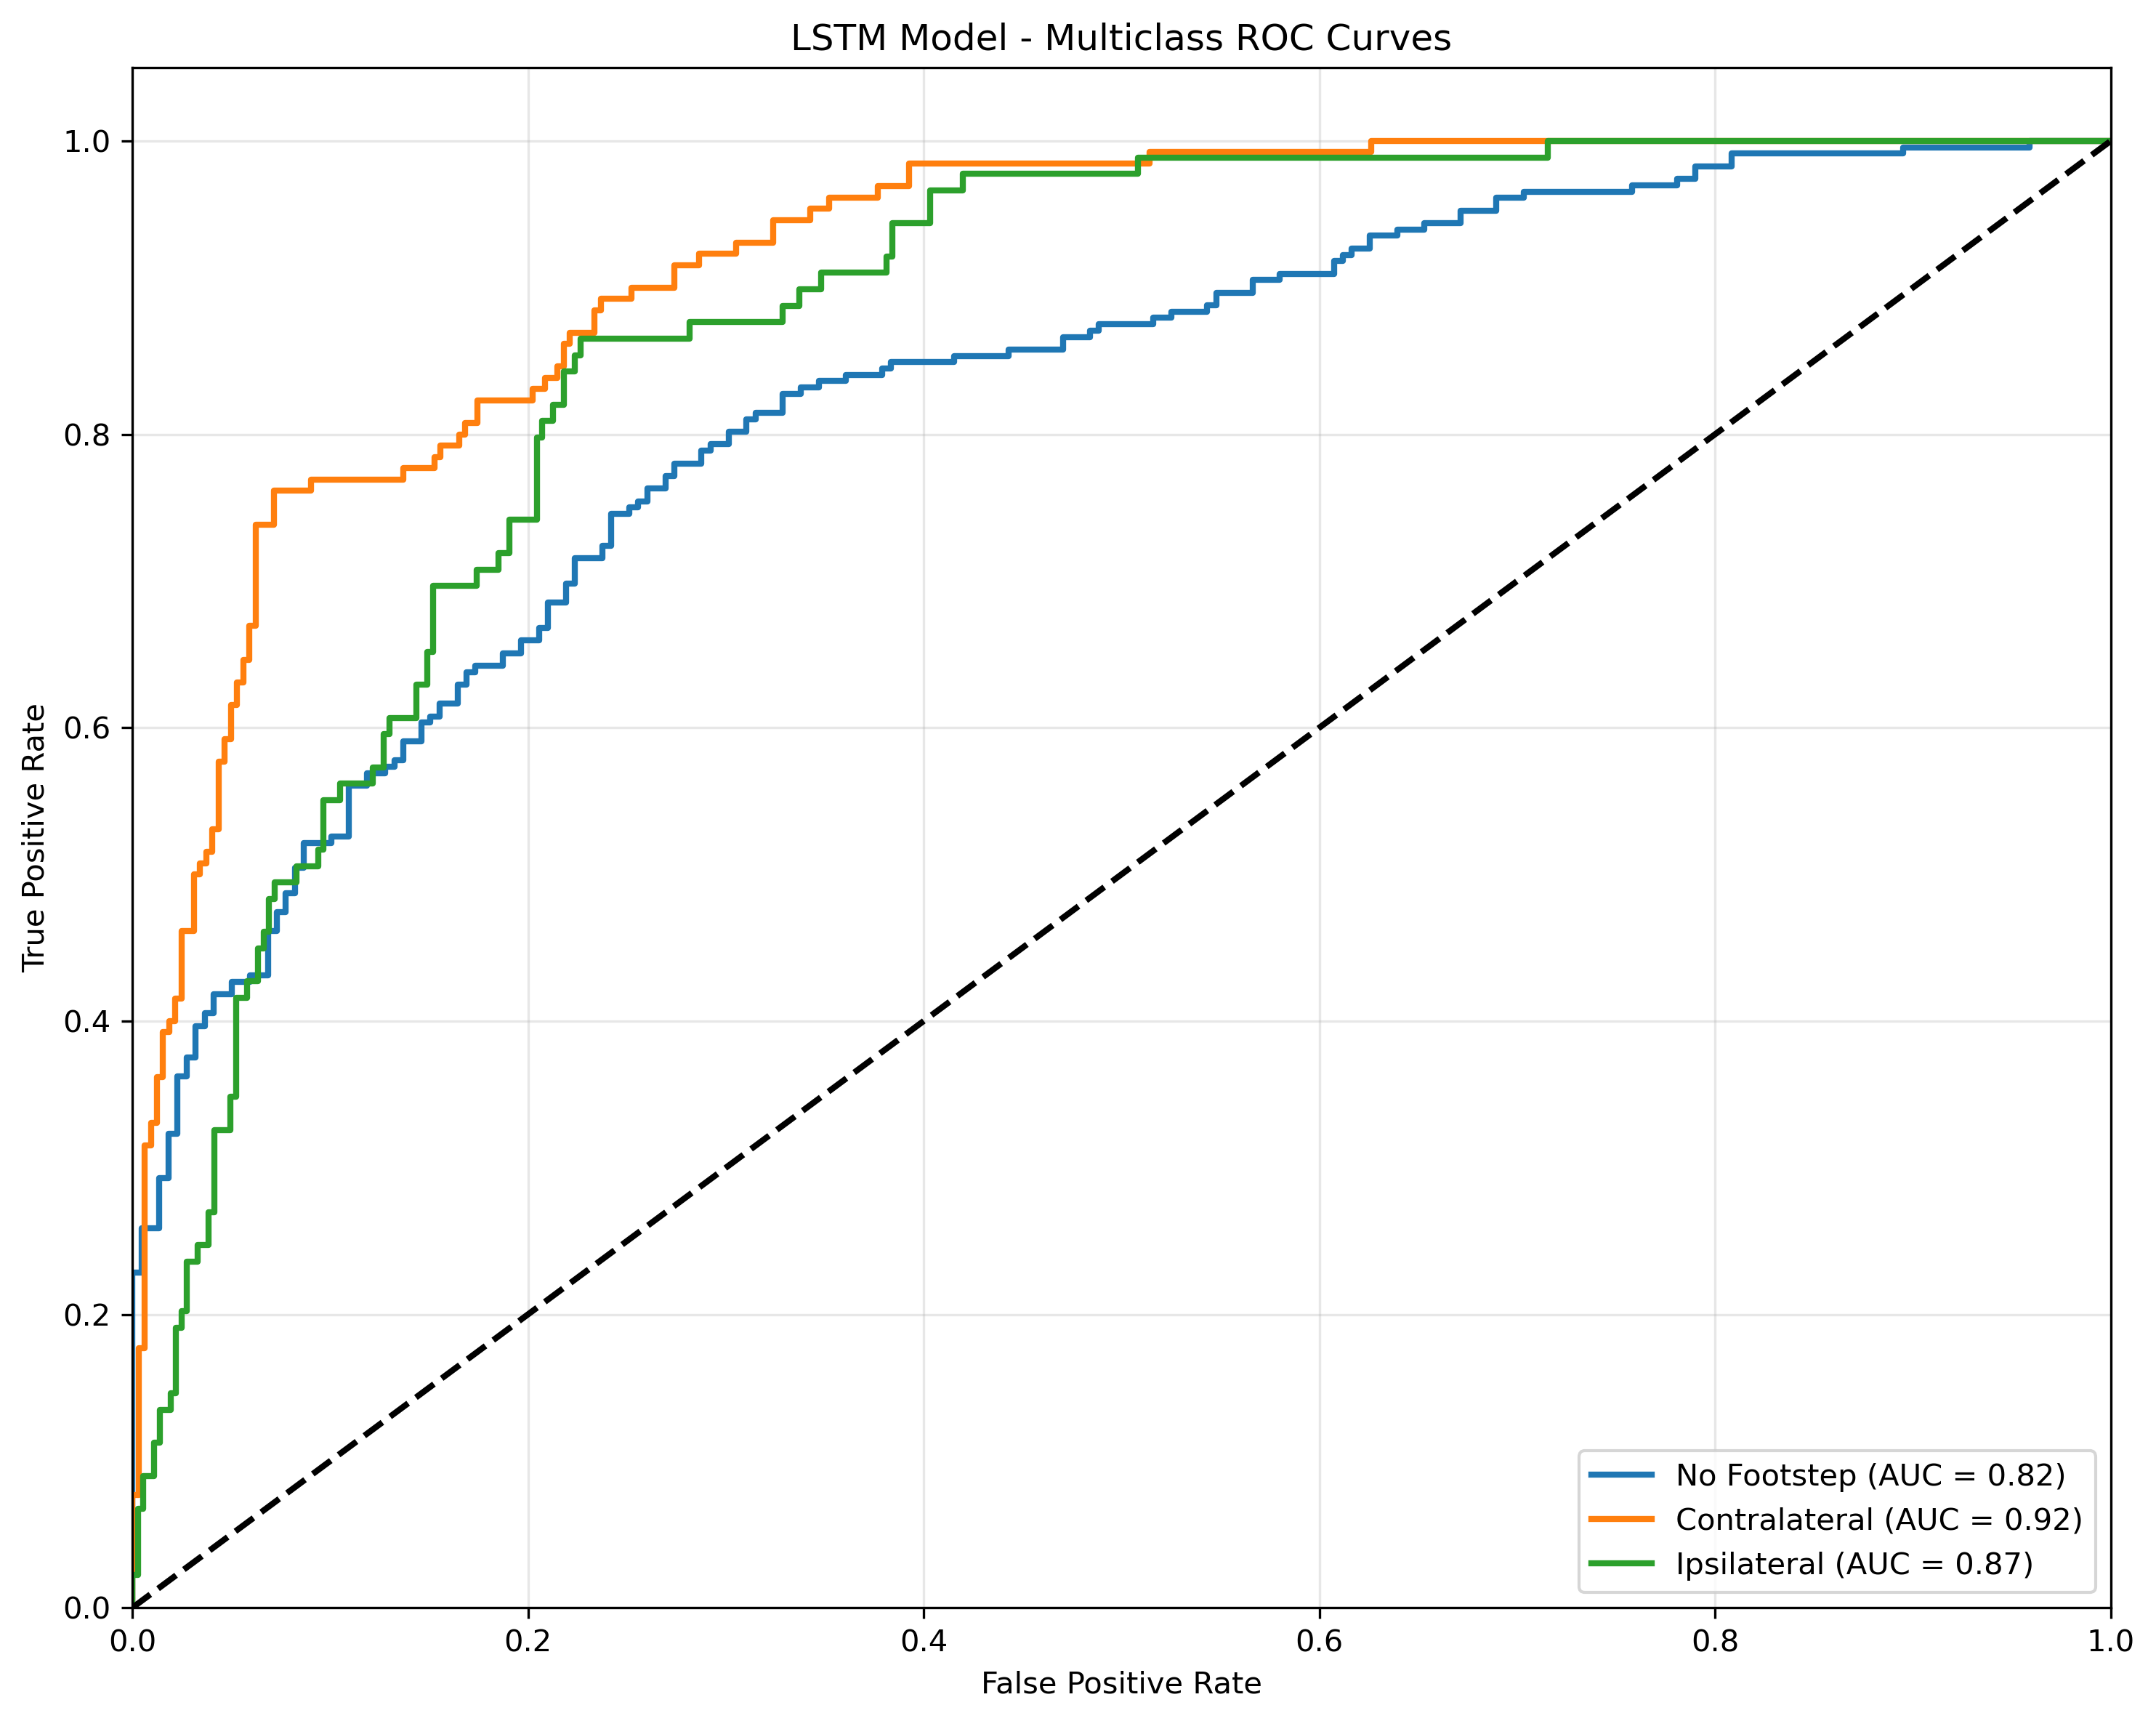 LSTM Model - Multiclass ROC Curves
True Positive Rate
1.0
0.8
0.6
0.4
0.2
0.0
No Footstep (AUC = 0.82)
Contralateral (AUC = 0.92)
Ipsilateral (AUC = 0.87)
0.0 0.2 0.4 0.6 0.8 1.0
False Positive Rate